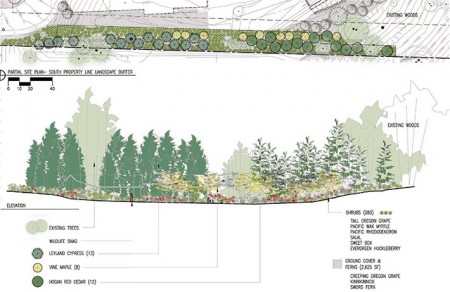 EXISTING WOODS
PARTIAL SITE PLAN- SOUTH PROPERTY LINE LANDSCAPE BUFFER
0 10 20 40
EXISTING WOODS
ELEVATION
EXISTING TREES
WILDLIFE SNAG
LEYLAND CYPRESS (13)
VINE MAPLE (8)
HOGAN RED CEDAR (12)
SHRUBS (283)
TALL OREGON GRAPE
PACIFIC WAX MYRTLE
PACIFIC RHODODENDRON
SALAL
SWEET BOX
EVERGREEN HUCKLEBERRY
GROUND COVER &
FERNS (2,625 SF)
CREEPING OREGON GRAPE
KINNIKINNICK
SWORD FERN